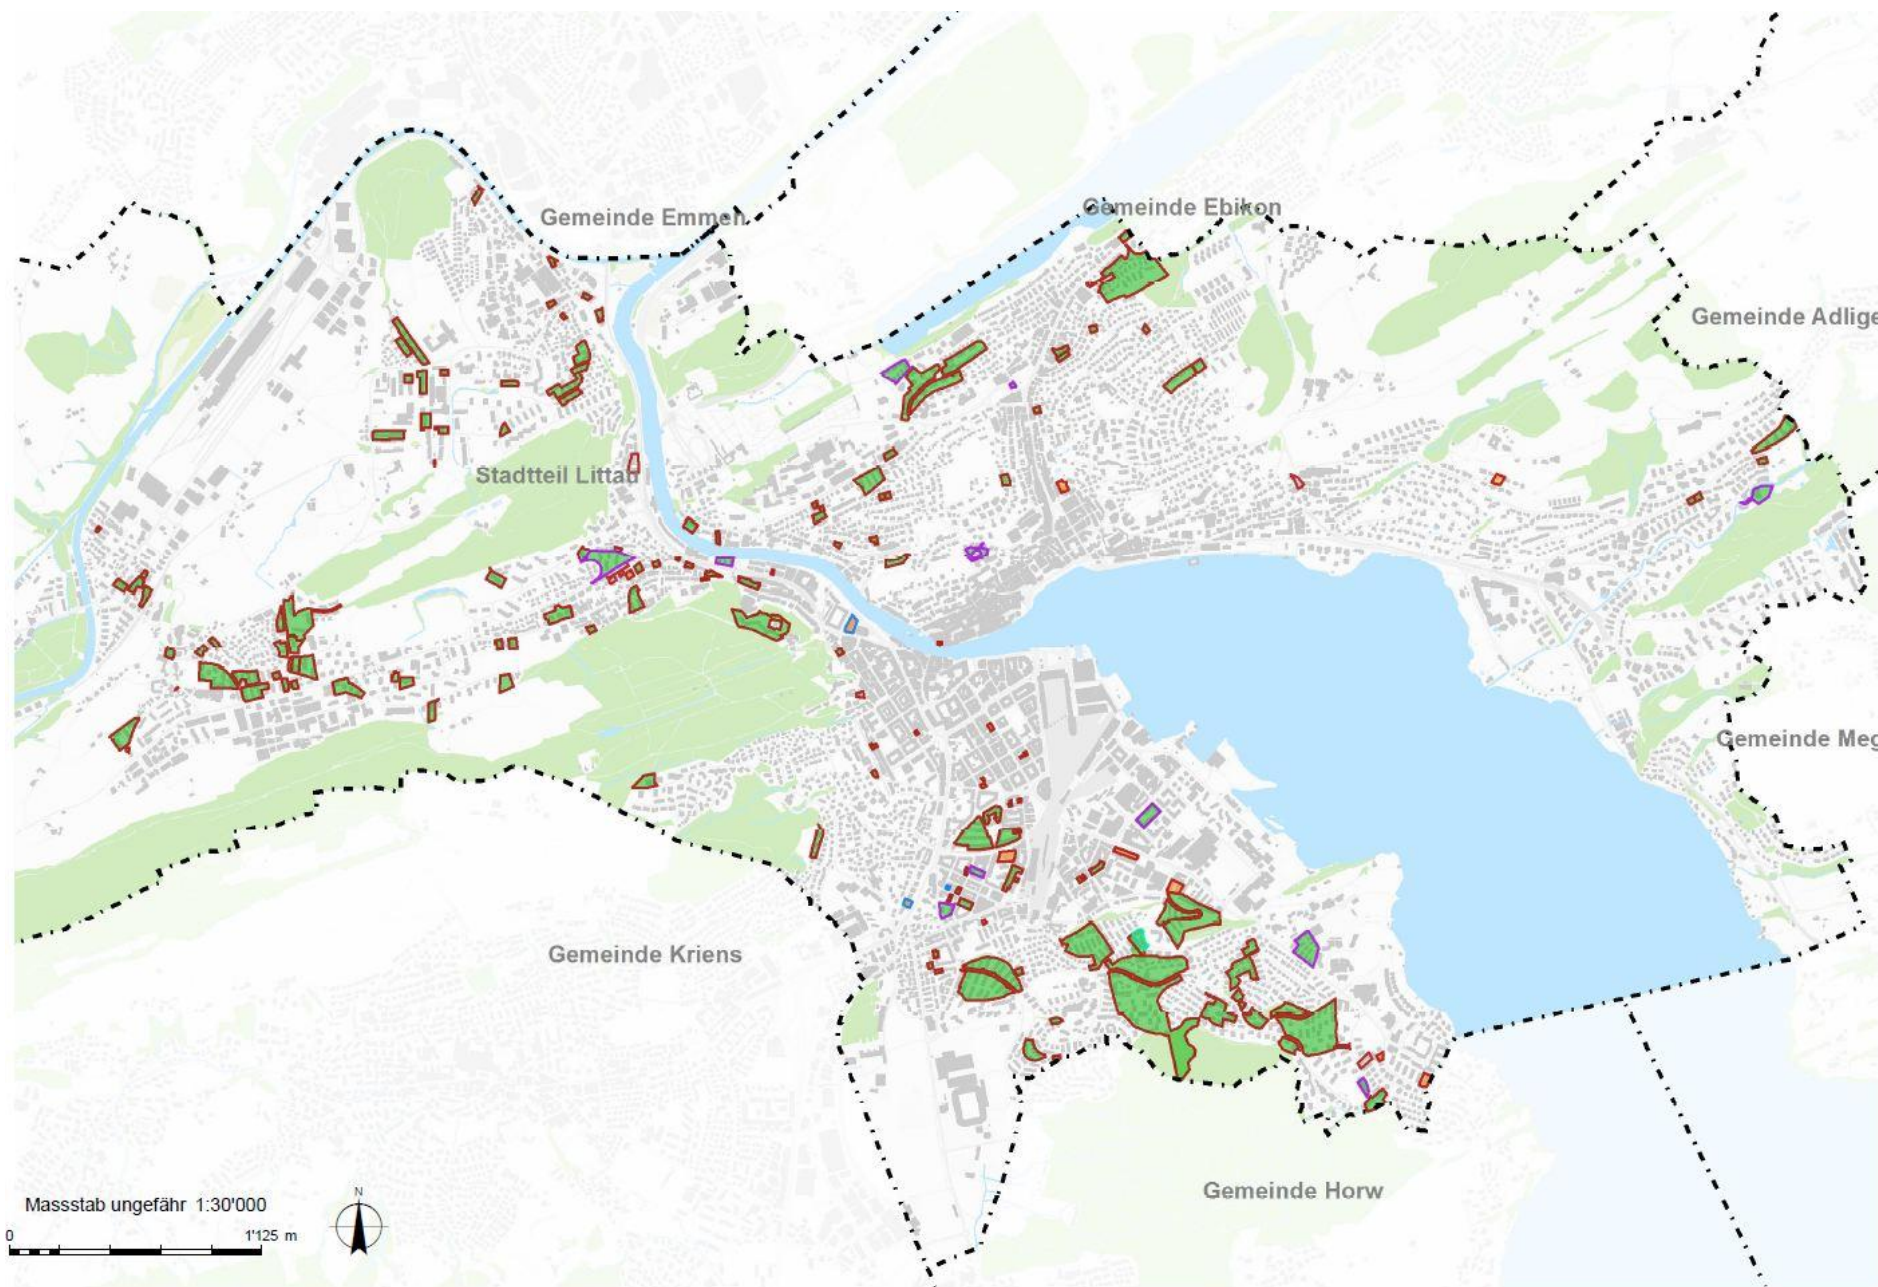 Gemeinde Emmen
Gemeinde Ebikon
Gemeinde Adlige
Stadtteil Littau
Gemeinde Meg
Gemeinde Kriens
Gemeinde Horw
Massstab ungefähr 1:30'000
N
0 1'125 m